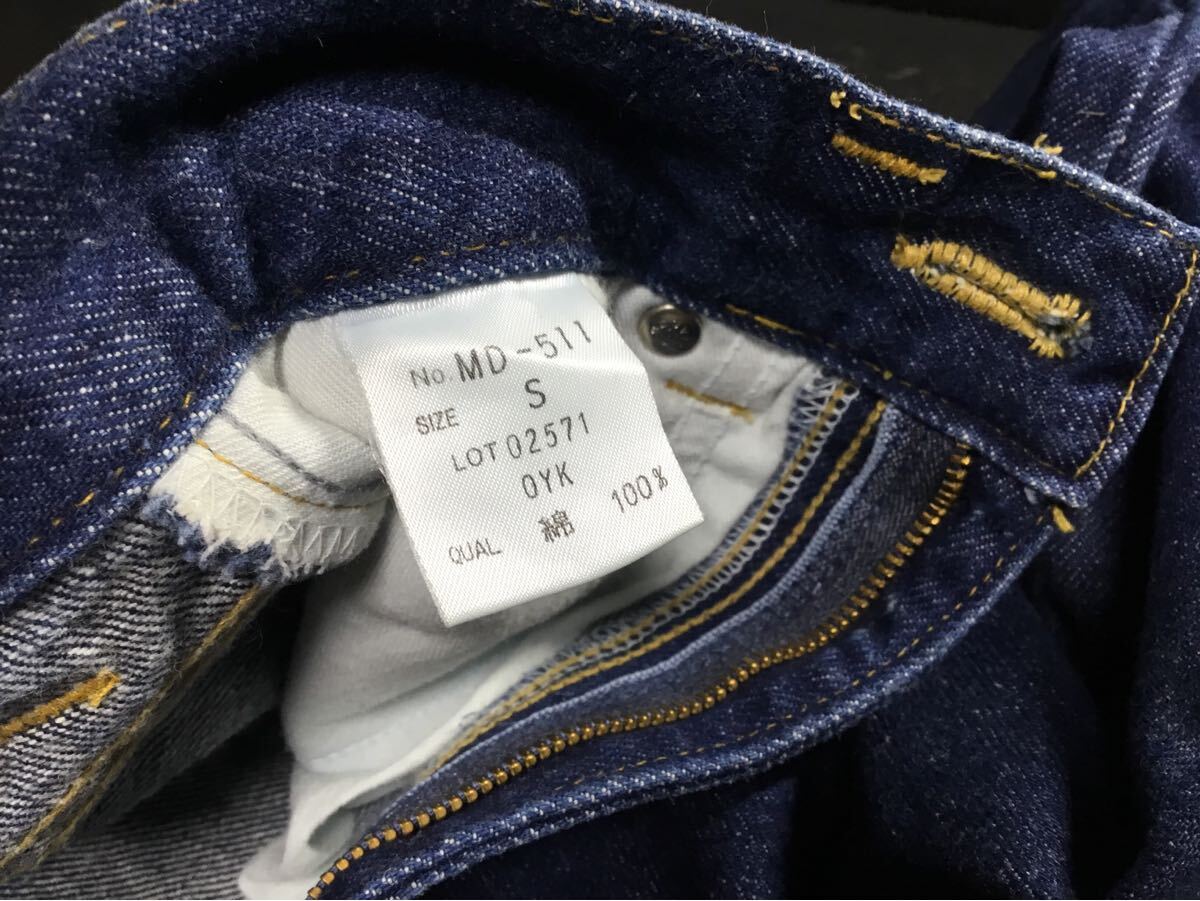 No. MD-511
SIZE S
LOT 02571
0YK
QUAL 綿 100%